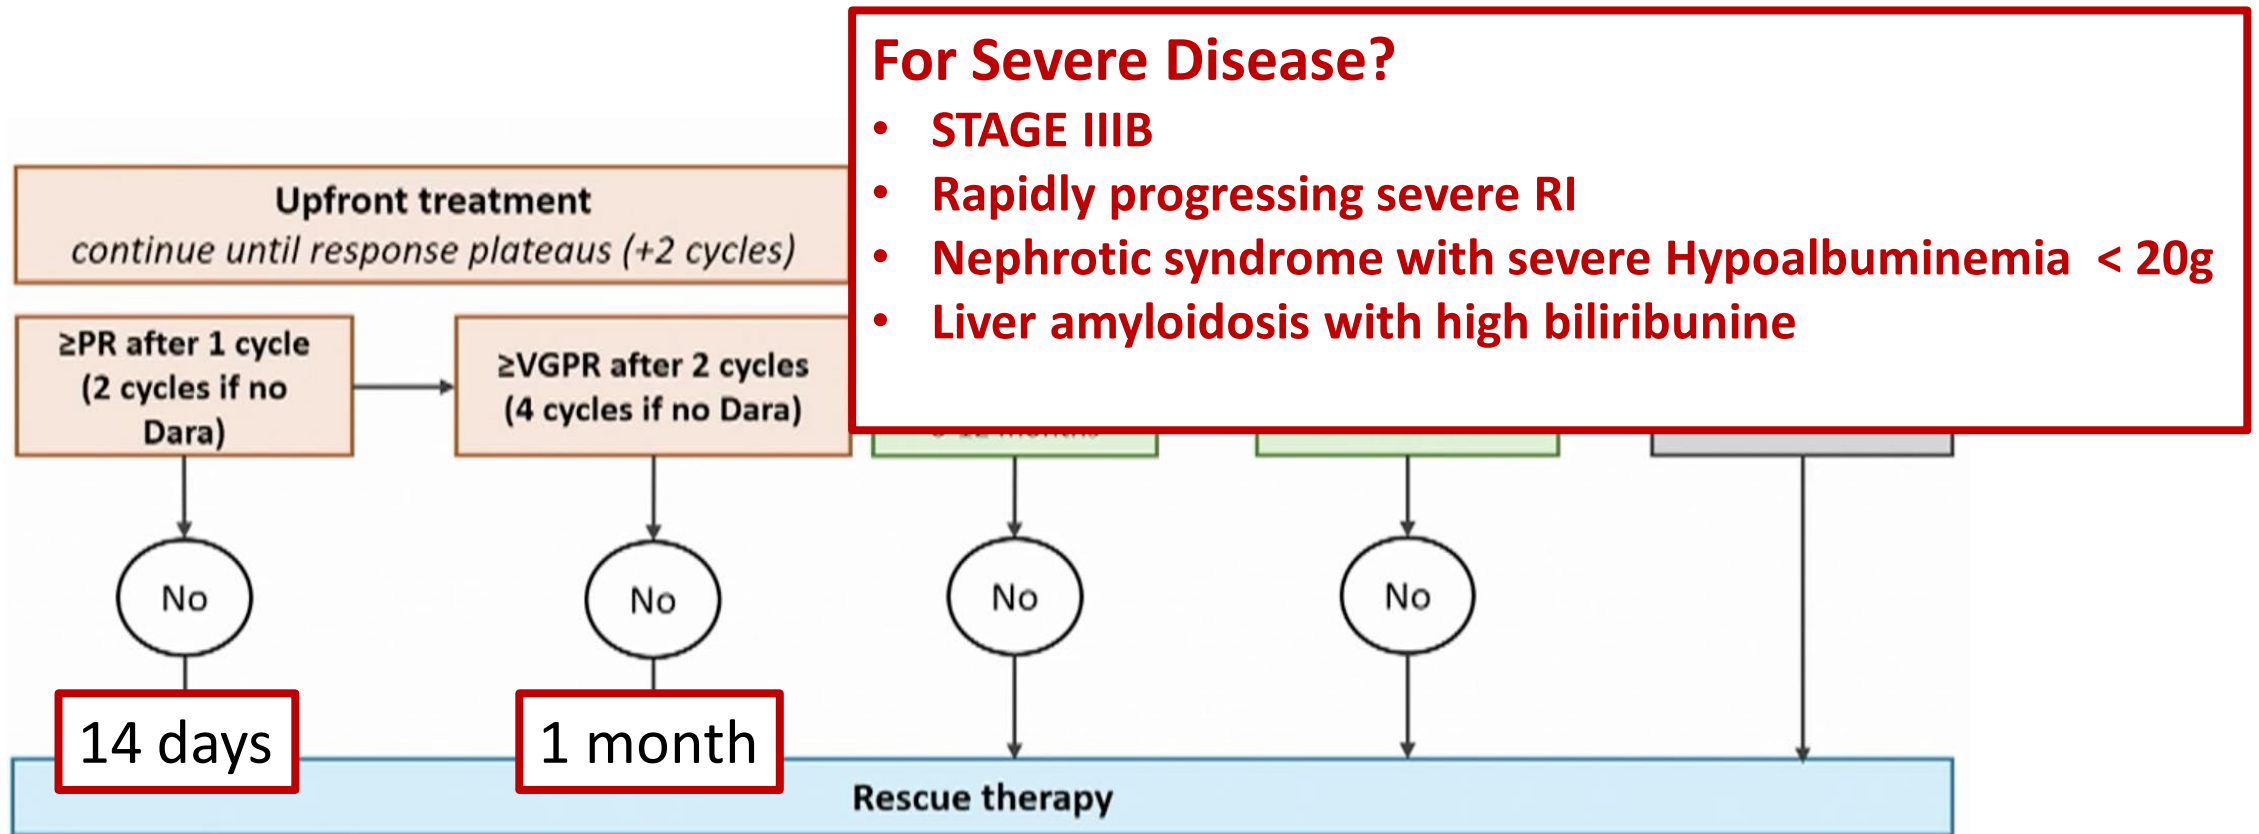 For Severe Disease?
• STAGE IIIB
• Rapidly progressing severe RI
• Nephrotic syndrome with severe Hypoalbuminemia < 20g
• Liver amyloidosis with high biliribunine
Upfront treatment
continue until response plateaus (+2 cycles)
≥PR after 1 cycle
(2 cycles if no
Dara)
≥VGPR after 2 cycles
(4 cycles if no Dara)
No
No
No
No
14 days
1 month
Rescue therapy